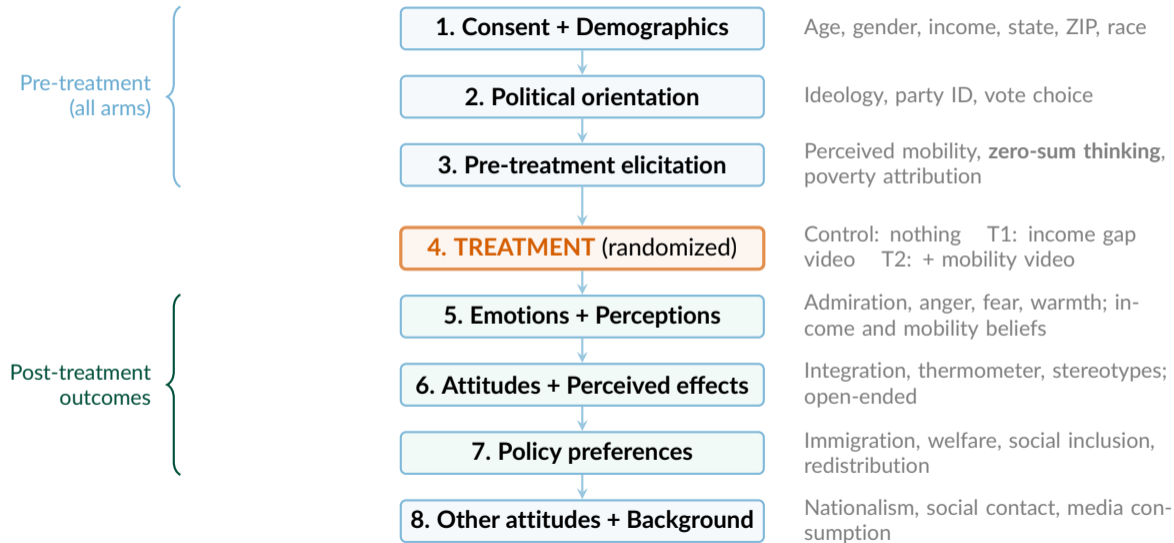 1. Consent + Demographics
Age, gender, income, state, ZIP, race
Pre-treatment
(all arms)
2. Political orientation
Ideology, party ID, vote choice
3. Pre-treatment elicitation
Perceived mobility, zero-sum thinking,
poverty attribution
4. TREATMENT (randomized)
Control: nothing T1: income gap
video T2: + mobility video
5. Emotions + Perceptions
Admiration, anger, fear, warmth; in-
come and mobility beliefs
Post-treatment
outcomes
6. Attitudes + Perceived effects
Integration, thermometer, stereotypes;
open-ended
7. Policy preferences
Immigration, welfare, social inclusion,
redistribution
8. Other attitudes + Background
Nationalism, social contact, media con-
sumption